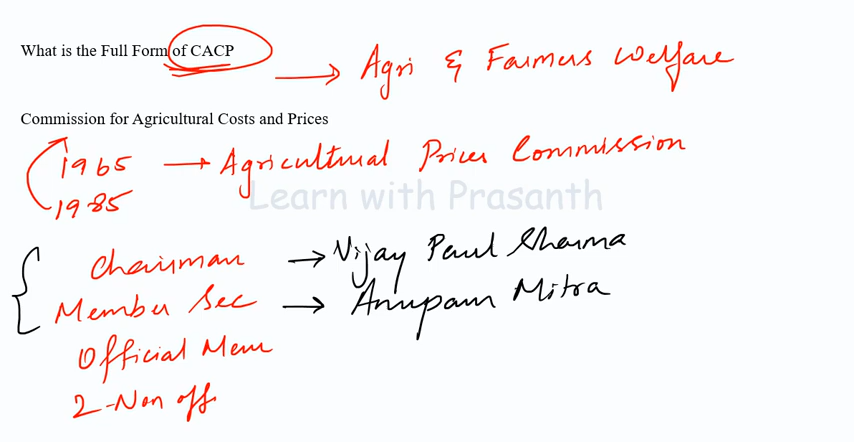 What is the Full Form of CACP
→ Agri & Farmers Welfare
Commission for Agricultural Costs and Prices
1965 → Agricultural Prices Commission
Learn with Prasanth
1985
Chairman → Vijay Paul Sharma
Member Sec → Anupam Mitra
Official Mem
2-Non off